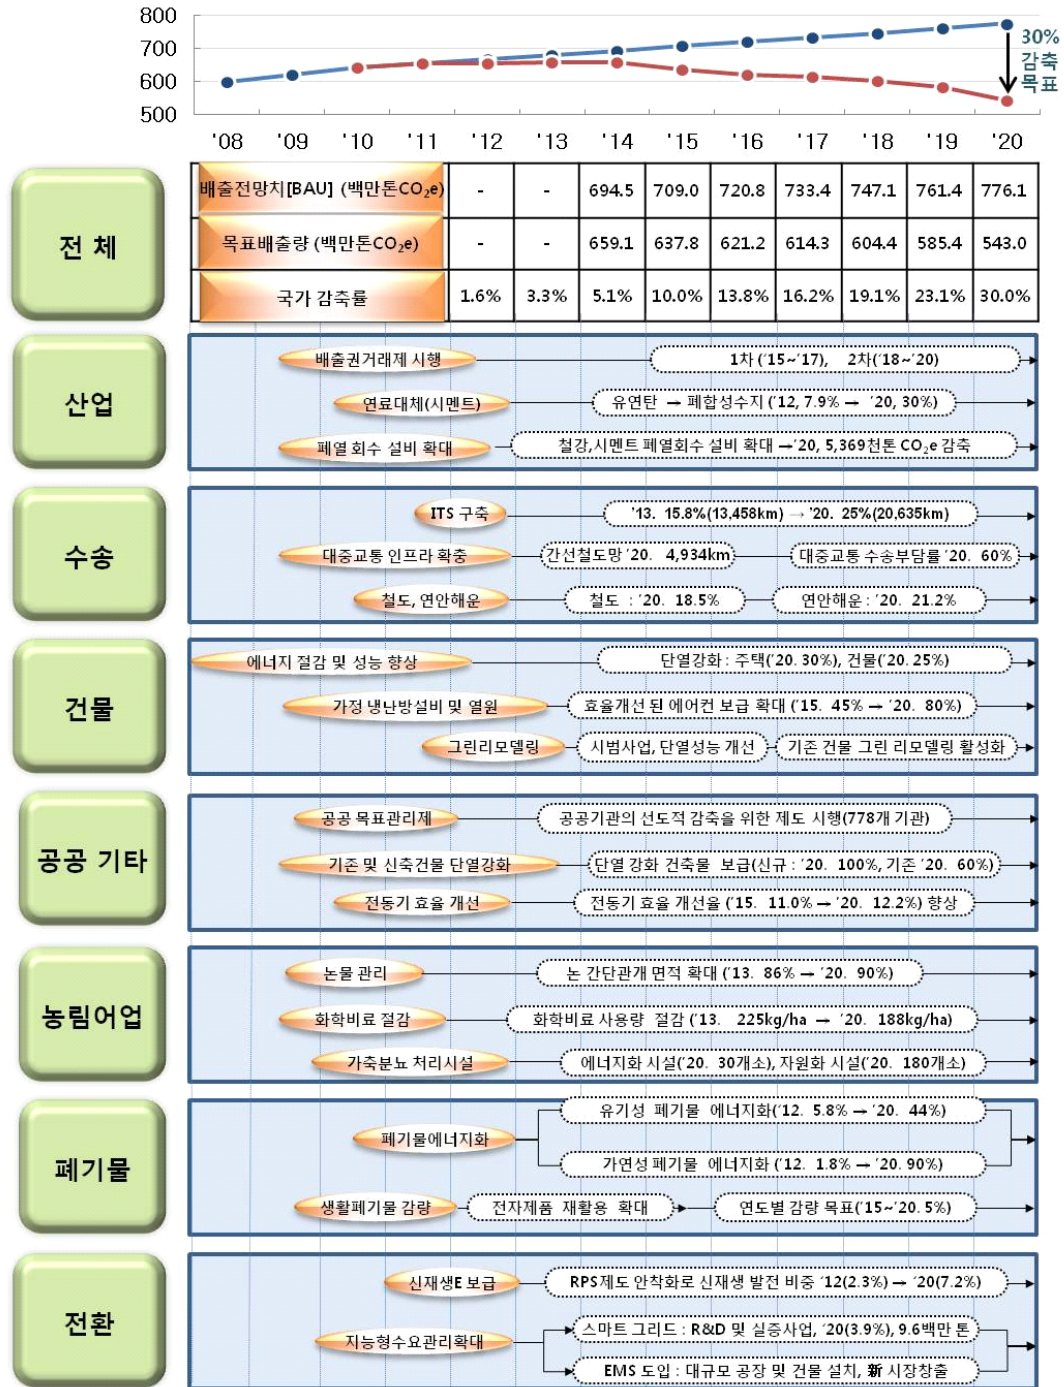 800
700
600
500
30%
감축
목표
'08 '09 '10 '11 '12 '13 '14 '15 '16 '17 '18 '19 '20
전 체
배출전망치[BAU] (백만톤CO₂e) - - 694.5 709.0 720.8 733.4 747.1 761.4 776.1
목표배출량 (백만톤CO₂e) - - 659.1 637.8 621.2 614.3 604.4 585.4 543.0
국가 감축률 1.6% 3.3% 5.1% 10.0% 13.8% 16.2% 19.1% 23.1% 30.0%
산업
배출권거래제 시행 1차 ('15~'17), 2차('18~'20)
연료대체(시멘트) 유연탄 → 폐합성수지 ('12, 7.9% → '20, 30%)
폐열 회수 설비 확대 철강,시멘트 폐열회수 설비 확대 →'20, 5,369천톤 CO₂e 감축
수송
ITS 구축 '13. 15.8%(13,458km) → '20. 25%(20,635km)
대중교통 인프라 확충 간선철도망 '20. 4,934km 대중교통 수송부담률 '20. 60%
철도, 연안해운 철도 : '20. 18.5% 연안해운 : '20. 21.2%
건물
에너지 절감 및 성능 향상 단열강화 : 주택('20. 30%), 건물('20. 25%)
가정 냉난방설비 및 열원 효율개선 된 에어컨 보급 확대 ('15. 45% → '20. 80%)
그린리모델링 시범사업, 단열성능 개선 기존 건물 그린 리모델링 활성화
공공 기타
공공 목표관리제 공공기관의 선도적 감축을 위한 제도 시행(778개 기관)
기존 및 신축건물 단열강화 단열 강화 건축물 보급(신규 : '20. 100%, 기존 '20. 60%)
전동기 효율 개선 전동기 효율 개선율 ('15. 11.0% → '20. 12.2%) 향상
농림어업
논물 관리 논 간단관개 면적 확대 ('13. 86% → '20. 90%)
화학비료 절감 화학비료 사용량 절감 ('13. 225kg/ha → '20. 188kg/ha)
가축분뇨 처리시설 에너지화 시설('20. 30개소), 자원화 시설('20. 180개소)
폐기물
유기성 폐기물 에너지화('12. 5.8% → '20. 44%)
폐기물에너지화
가연성 폐기물 에너지화 ('12. 1.8% → '20. 90%)
생활폐기물 감량 전자제품 재활용 확대 연도별 감량 목표('15~'20. 5%)
전환
신재생E 보급 RPS제도 안착화로 신재생 발전 비중 '12(2.3%) → '20(7.2%)
스마트 그리드 : R&D 및 실증사업, '20(3.9%), 9.6백만 톤
지능형수요관리확대
EMS 도입 : 대규모 공장 및 건물 설치, 新 시장창출